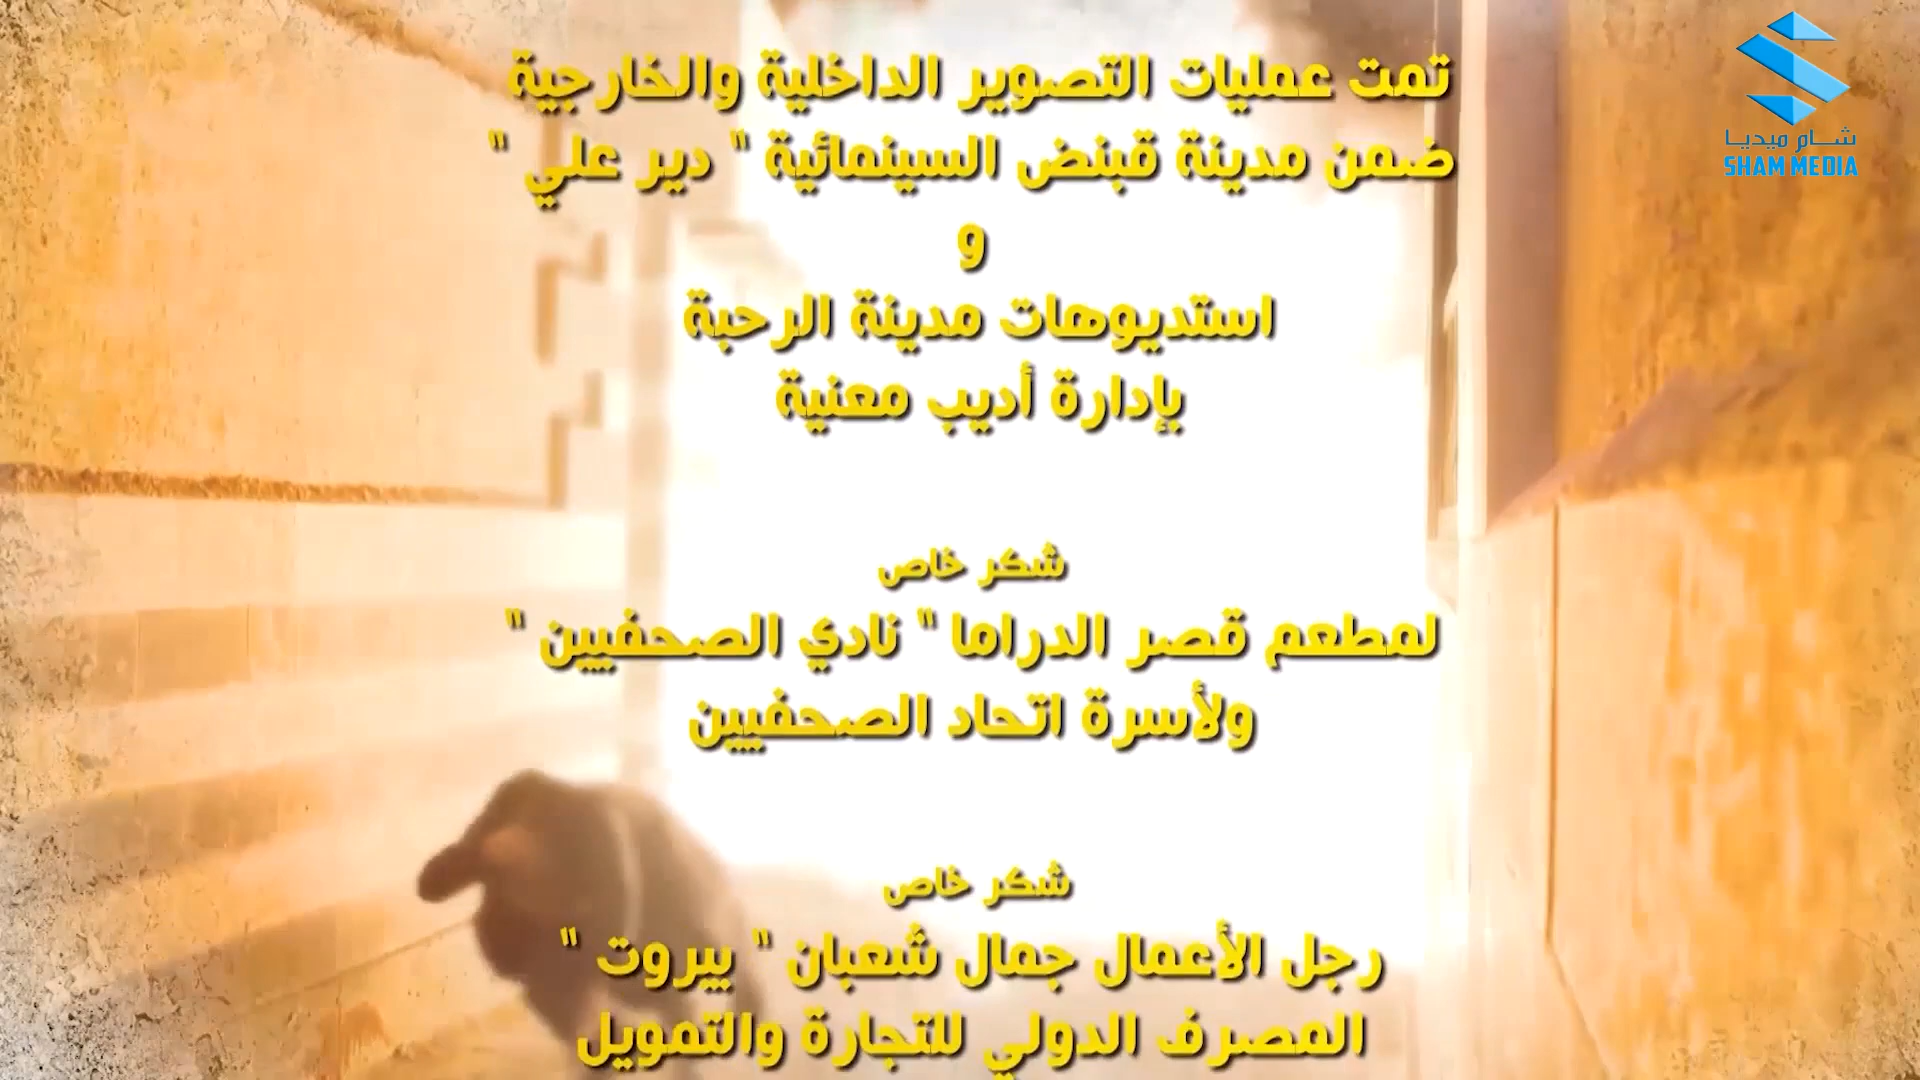 تمت عمليات التصوير الداخلية والخارجية
ضمن مدينة قبنض السينمائية " دير علي "
و
استديوهات مدينة الرحبة
بإدارة أديب معنية
شكر خاص
لمطعم قصر الدراما " نادي الصحفيين "
ولأسرة اتحاد الصحفيين
شكر خاص
رجل الأعمال جمال شعبان " بيروت "
المصرف الدولي للتجارة والتمويل
شام ميديا
SHAM MEDIA